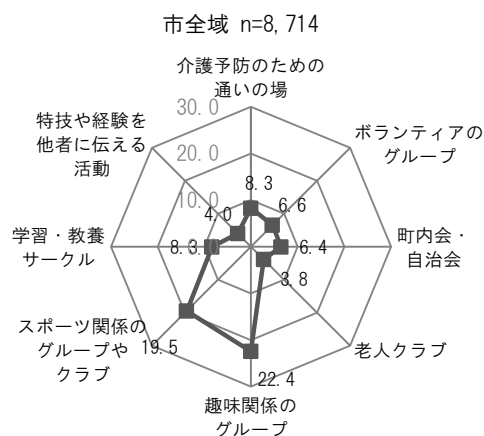 市全域 n=8,714
介護予防のための
通いの場
ボランティアの
グループ
町内会・
自治会
老人クラブ
趣味関係の
グループ
スポーツ関係の
グループや
クラブ
学習・教養
サークル
特技や経験を
他者に伝える
活動
30.0
20.0
10.0
0.0
8.3
6.6
6.4
3.8
22.4
19.5
8.3
4.0